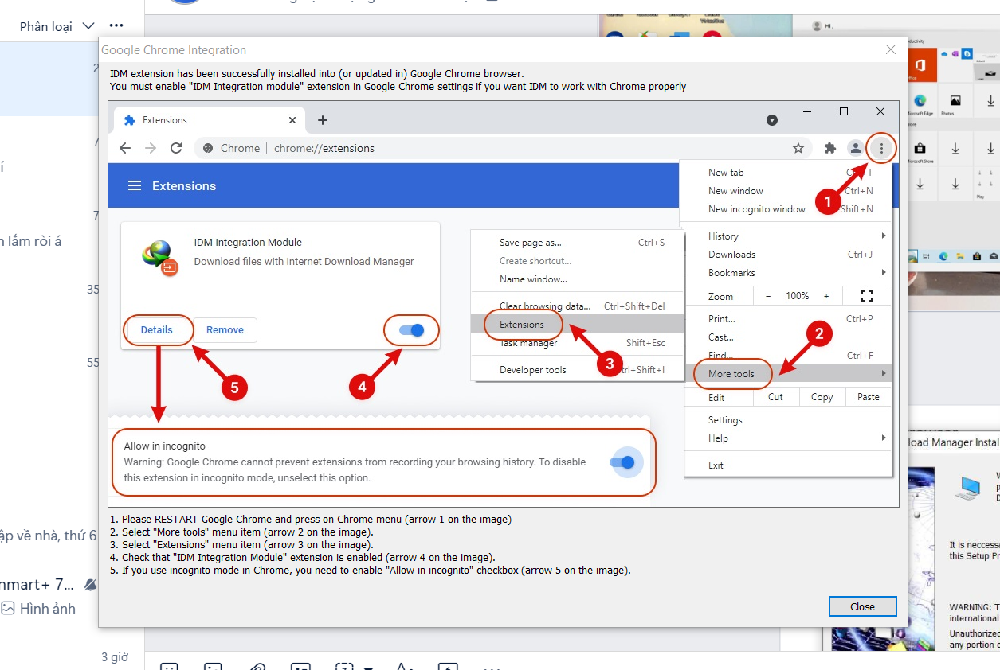 Phân loại
Hi,
Google Chrome Integration
IDM extension has been successfully installed into (or updated in) Google Chrome browser.
You must enable "IDM Integration module" extension in Google Chrome settings if you want IDM to work with Chrome properly
Extensions
Chrome
chrome://extensions
Extensions
IDM Integration Module
Download files with Internet Download Manager
Details
Remove
5
4
Allow in incognito
Warning: Google Chrome cannot prevent extensions from recording your browsing history. To disable
this extension in incognito mode, unselect this option.
Save page as... Ctrl+S
Create shortcut...
Name window...
Clear browsing data... Ctrl+Shift+Del
Extensions
Task manager Shift+Esc
Developer tools Ctrl+Shift+I
3
New tab
New window Ctrl+N
New incognito window Shift+N
1
History
Downloads Ctrl+J
Bookmarks
Zoom - 100% +
Print... Ctrl+P
Cast...
Find... Ctrl+F
2
More tools
Edit Cut Copy Paste
Settings
Help
Exit
1. Please RESTART Google Chrome and press on Chrome menu (arrow 1 on the image)
2. Select "More tools" menu item (arrow 2 on the image).
3. Select "Extensions" menu item (arrow 3 on the image).
4. Check that "IDM Integration Module" extension is enabled (arrow 4 on the image).
5. If you use incognito mode in Chrome, you need to enable "Allow in incognito" checkbox (arrow 5 on the image).
Close
2
7
7
lắm ròi á
35
55
về nhà, thứ 6
7...
Hình ảnh
3 giờ
Microsoft Edge
Photos
Microsoft Store
Play
Manager Instal
It is neccessa
this Setup Pr
WARNING: T
international
Unauthorized
any portion o